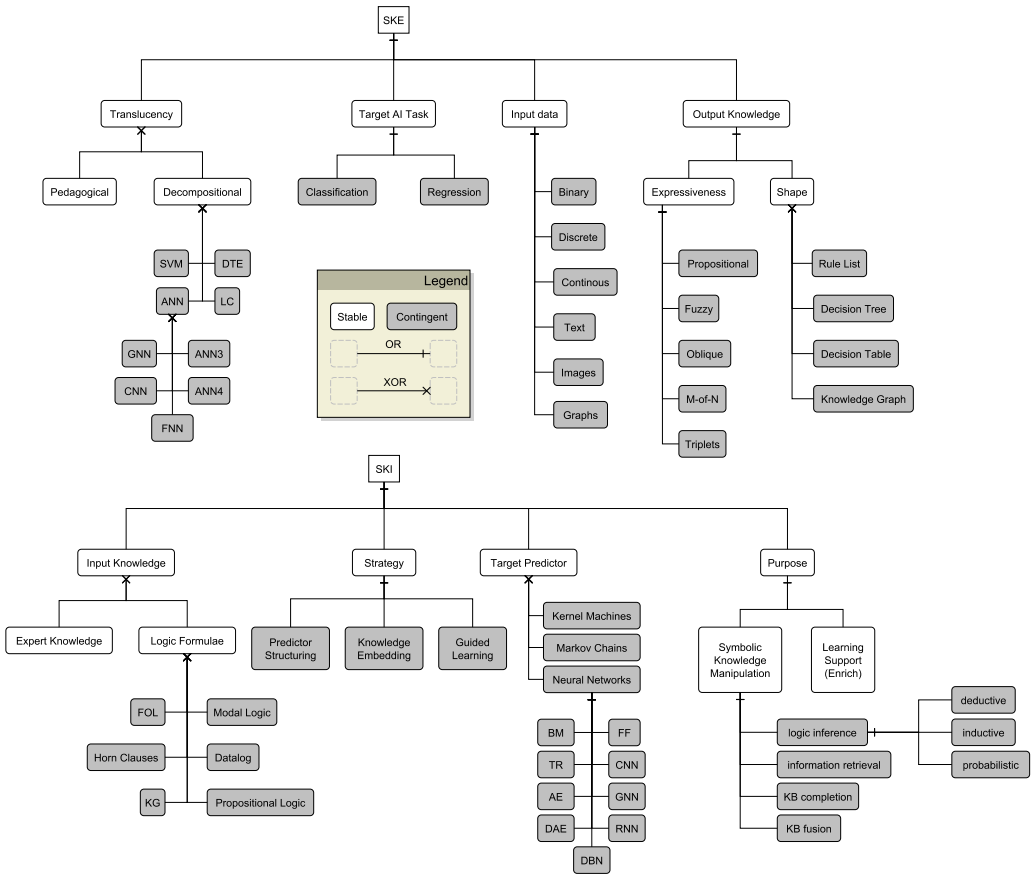 SKE
Translucency
Target AI Task
Input data
Output Knowledge
Pedagogical
Decompositional
Classification
Regression
Binary
Expressiveness
Shape
Discrete
SVM
DTE
Propositional
Rule List
Legend
Continous
ANN
LC
Stable
Contingent
Fuzzy
Decision Tree
Text
OR
GNN
ANN3
Oblique
Decision Table
Images
XOR
CNN
ANN4
M-of-N
Knowledge Graph
Graphs
FNN
Triplets
SKI
Input Knowledge
Strategy
Target Predictor
Purpose
Expert Knowledge
Logic Formulae
Predictor
Structuring
Knowledge
Embedding
Guided
Learning
Kernel Machines
Markov Chains
Neural Networks
Symbolic
Knowledge
Manipulation
Learning
Support
(Enrich)
FOL
Modal Logic
Horn Clauses
Datalog
KG
Propositional Logic
BM
FF
TR
CNN
AE
GNN
DAE
RNN
DBN
logic inference
information retrieval
KB completion
KB fusion
deductive
inductive
probabilistic